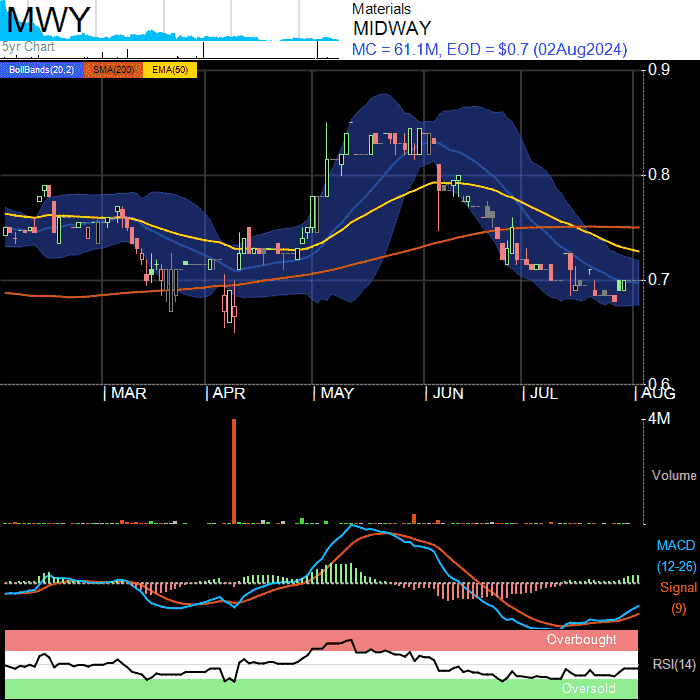 MWY
5yr Chart
Materials
MIDWAY
MC = 61.1M, EOD = $0.7 (02Aug2024)
BollBands(20,2) SMA(200) EMA(50)
0.9
0.8
0.7
0.6
MAR APR MAY JUN JUL AUG
4M
Volume
MACD
(12-26)
Signal
(9)
Overbought
RSI(14)
Oversold